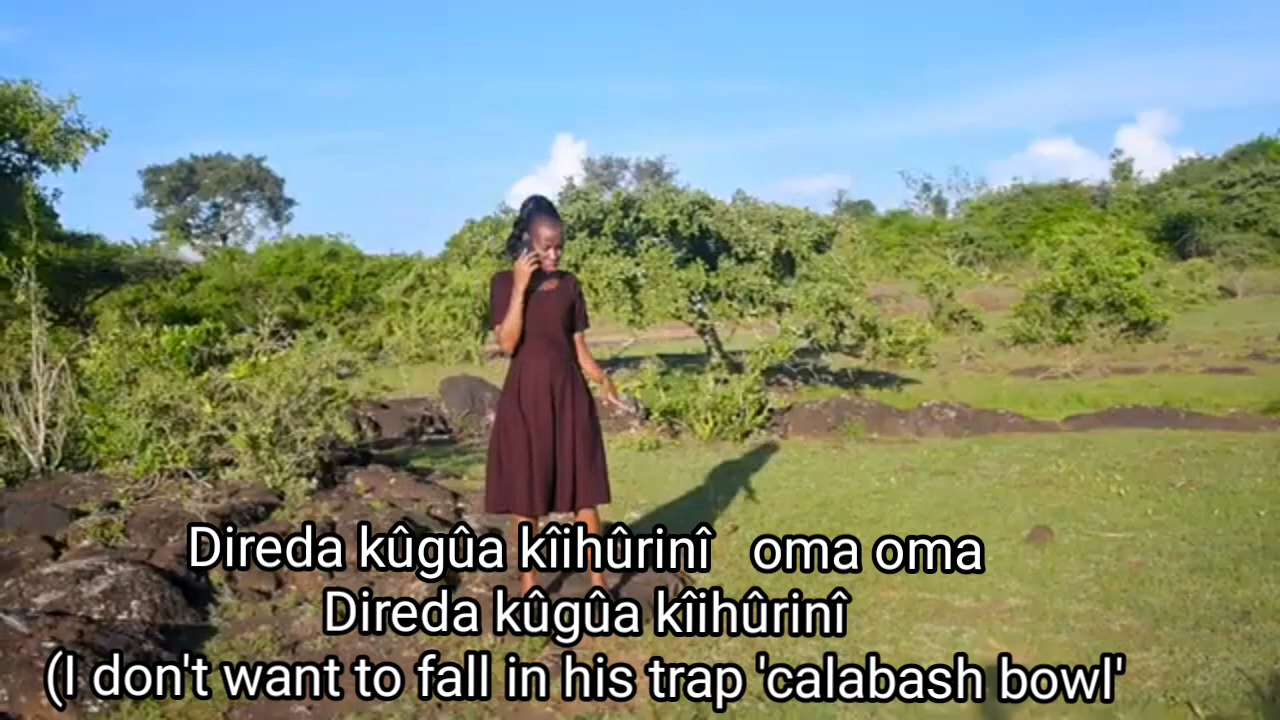 Direda kûgûa kîihûrinî oma oma
Direda kûgûa kîihûrinî
(I don't want to fall in his trap 'calabash bowl'